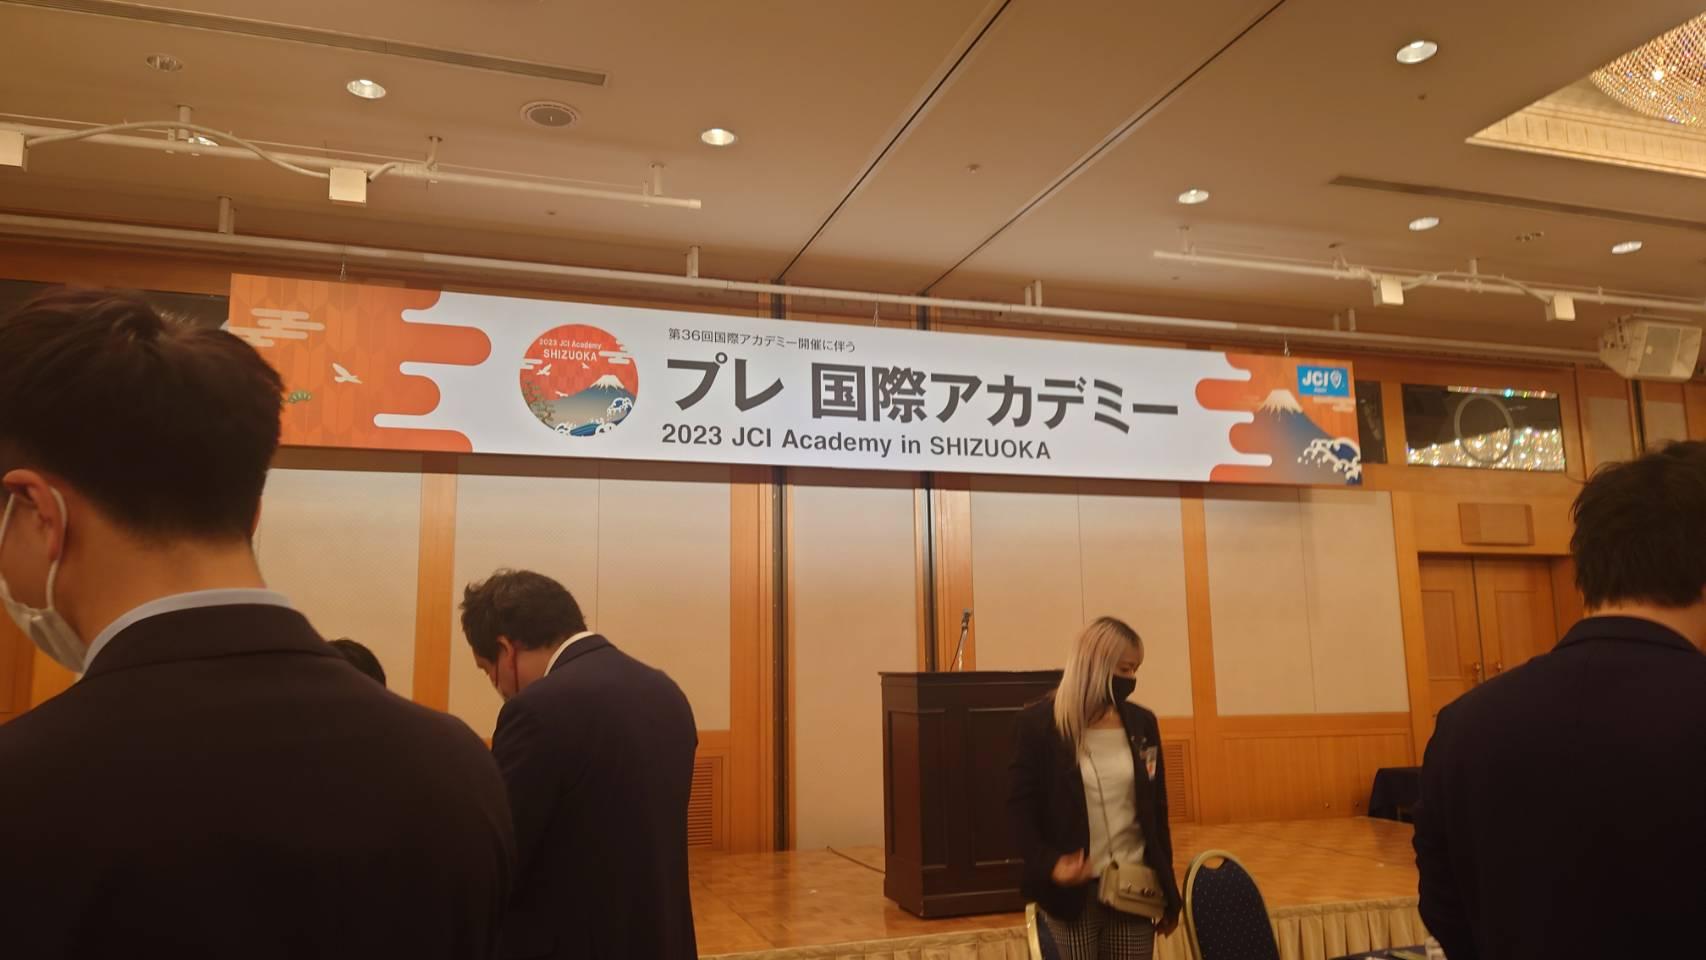 2023 JCI Academy
SHIZUOKA
第36回国際アカデミー開催に伴う
プレ 国際アカデミー
2023 JCI Academy in SHIZUOKA
JCI